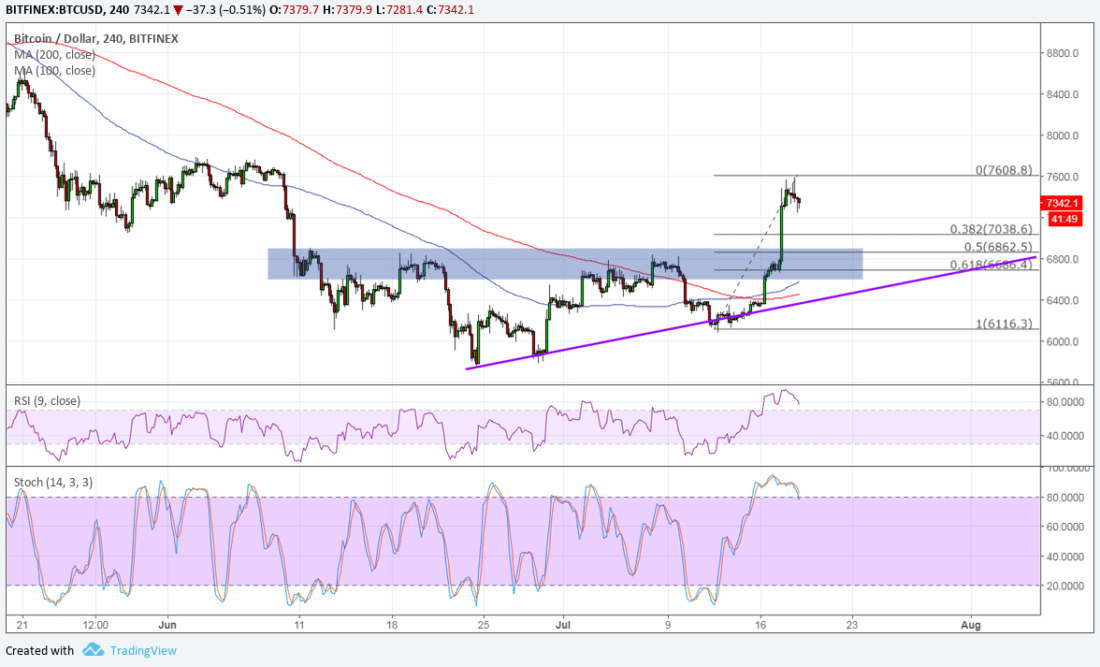 BITFINEX:BTCUSD, 240 7342.1 ▼ −37.3 (−0.51%) O:7379.7 H:7379.9 L:7281.4 C:7342.1
Bitcoin / Dollar, 240, BITFINEX
MA (200, close)
MA (100, close)
8800.0
8400.0
8000.0
7600.0
0(7608.8)
7342.1
41:49
0.382(7038.6)
0.5(6862.5)
6800.0
0.618(6686.4)
6400.0
1(6116.3)
6000.0
5600.0
RSI (9, close)
80.0000
40.0000
100.0000
Stoch (14, 3, 3)
80.0000
60.0000
40.0000
20.0000
21 12:00 Jun 11 18 25 Jul 9 16 23 Aug
Created with TradingView